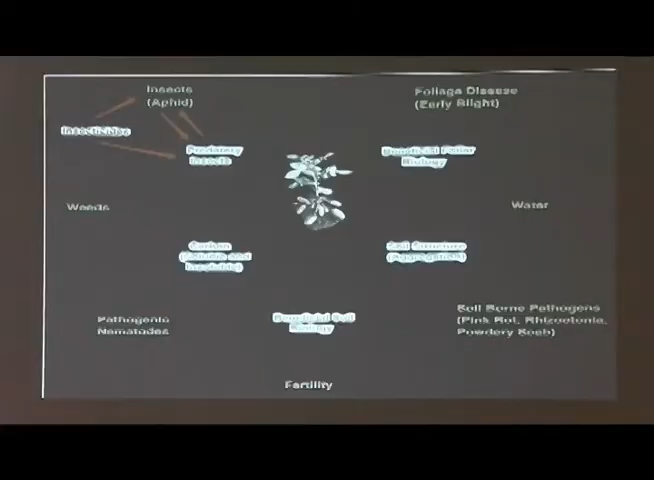 Insects
(Aphid)
Foliage Disease
(Early Blight)
Insecticides
Predatory
Insects
Beneficial Foliar
Biology
Weeds
Water
Carbon
Soil Structure
(Aggregation)
Pathogenic
Nematodes
Beneficial Soil
Biology
Soil Borne Pathogens
(Pink Rot, Rhizoctonia,
Powdery Scab)
Fertility